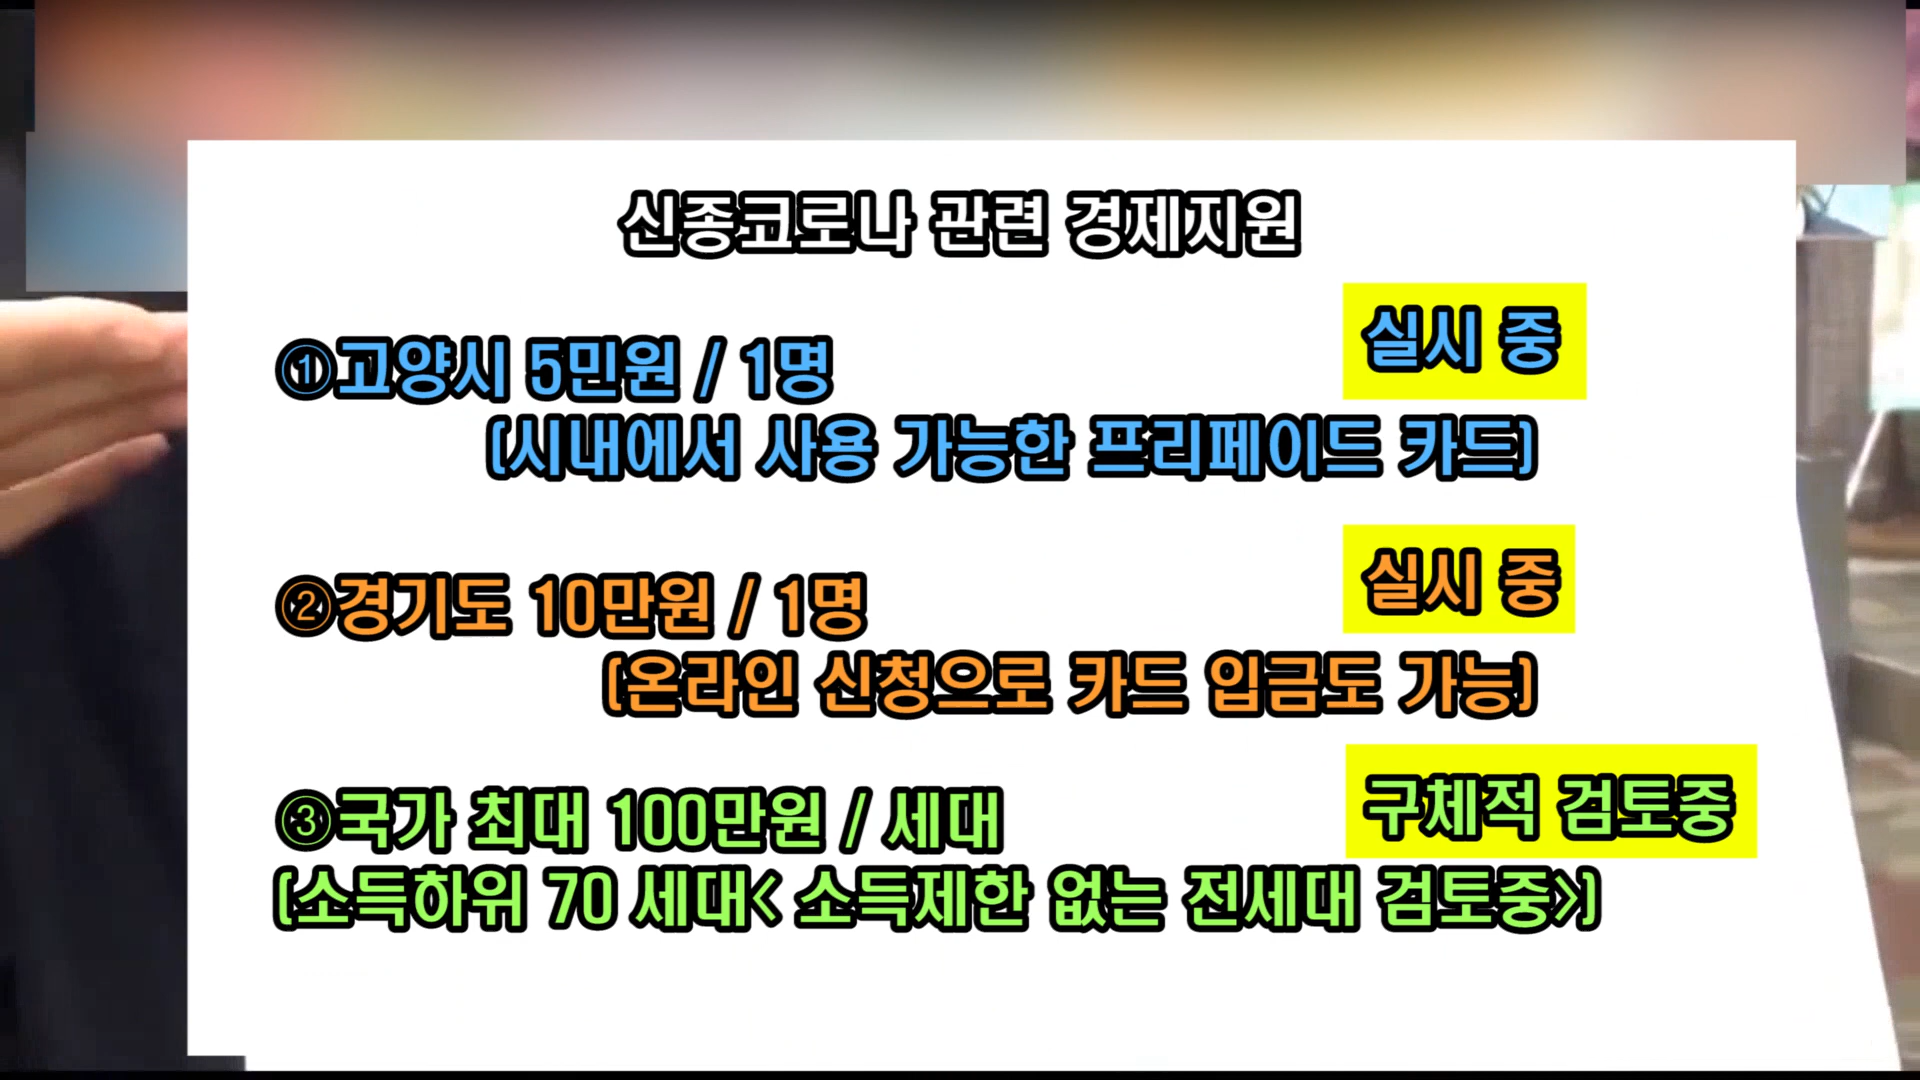 신종코로나 관련 경제지원
①고양시 5민원 / 1명
실시 중
(시내에서 사용 가능한 프리페이드 카드)
②경기도 10만원 / 1명
실시 중
(온라인 신청으로 카드 입금도 가능)
③국가 최대 100만원 / 세대
구체적 검토중
(소득하위 70 세대< 소득제한 없는 전세대 검토중>)